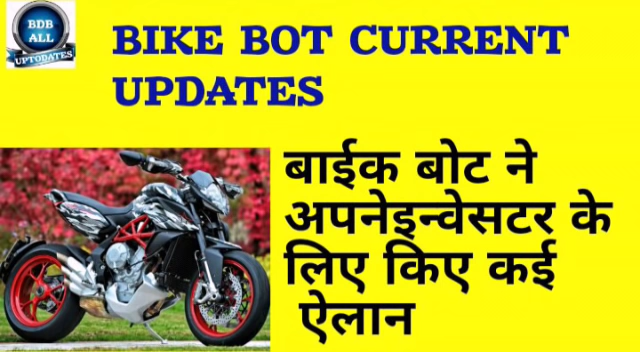 BDB
ALL
UPTODATES
BIKE BOT CURRENT
UPDATES
बाईक बोट ने
अपनेइन्वेसटर के
लिए किए कई
ऐलान